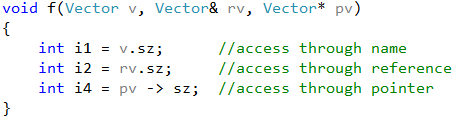 void f(Vector v, Vector& rv, Vector* pv)
{
    int i1 = v.sz;      //access through name
    int i2 = rv.sz;     //access through reference
    int i4 = pv -> sz;  //access through pointer
}